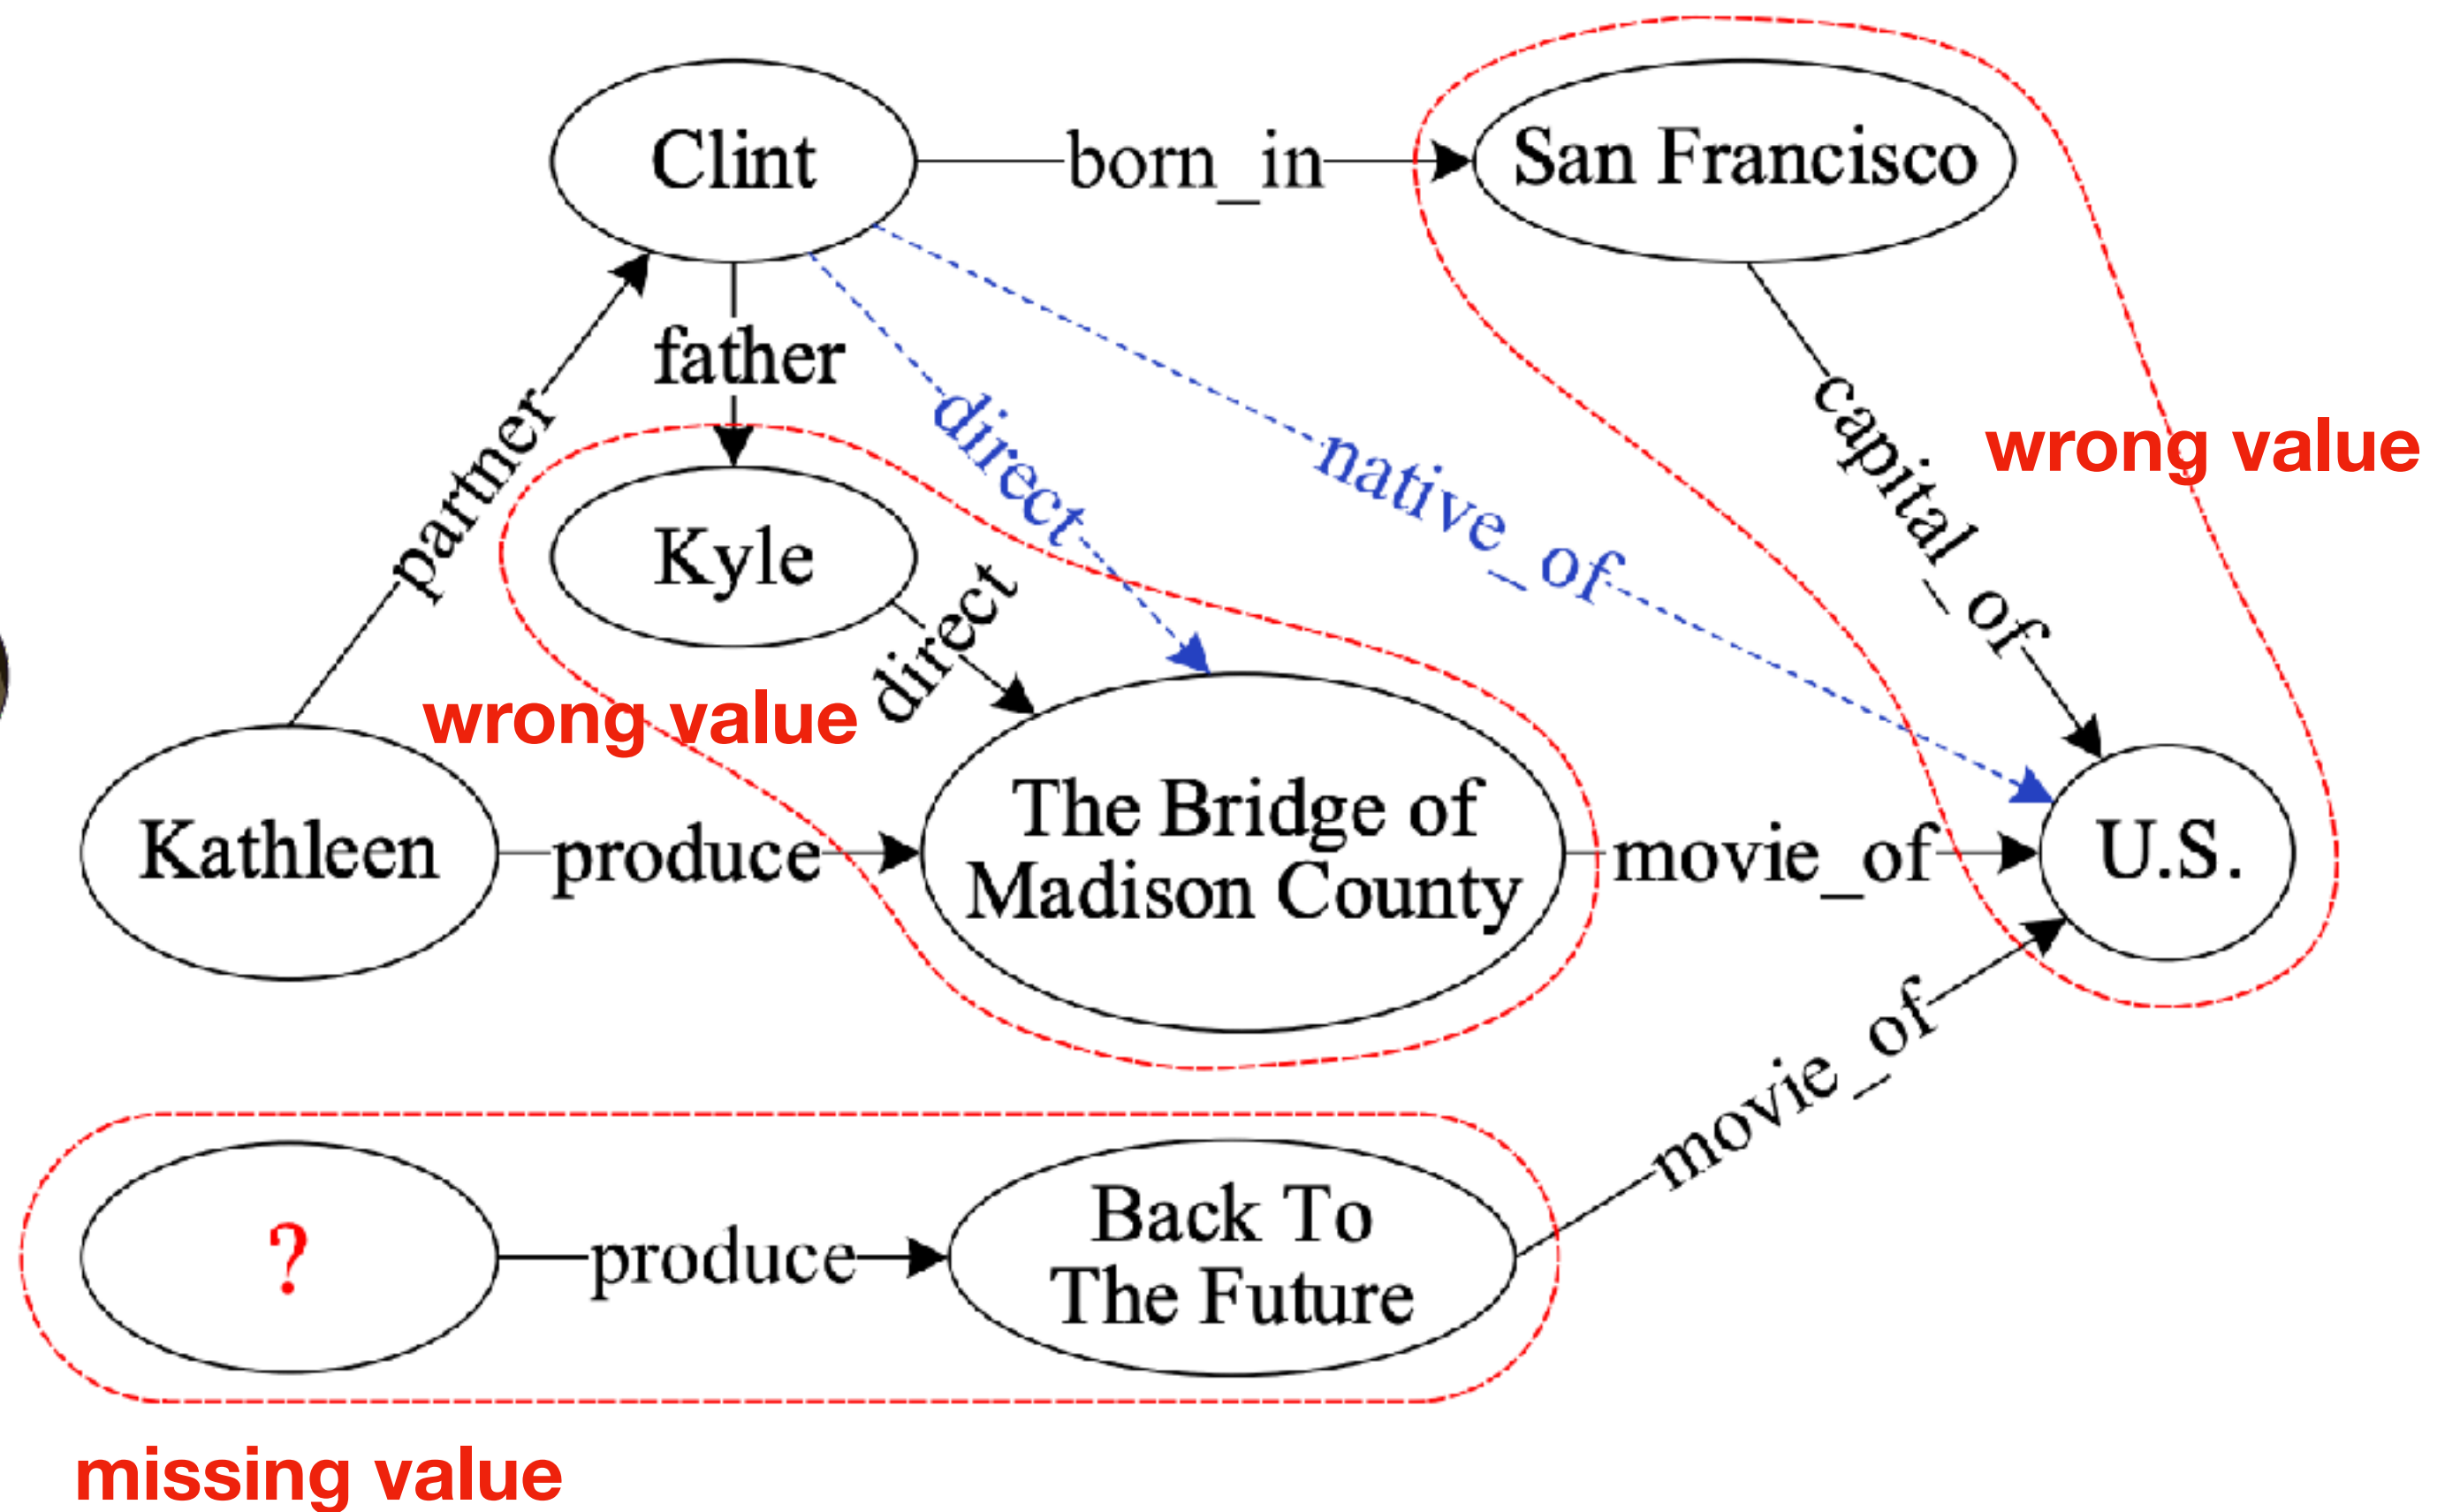 Clint
born_in
San Francisco
father
partner
direct
native_of
capital_of
wrong value
Kyle
direct
wrong value
Kathleen
produce
The Bridge of
Madison County
movie_of
U.S.
movie_of
?
produce
Back To
The Future
missing value